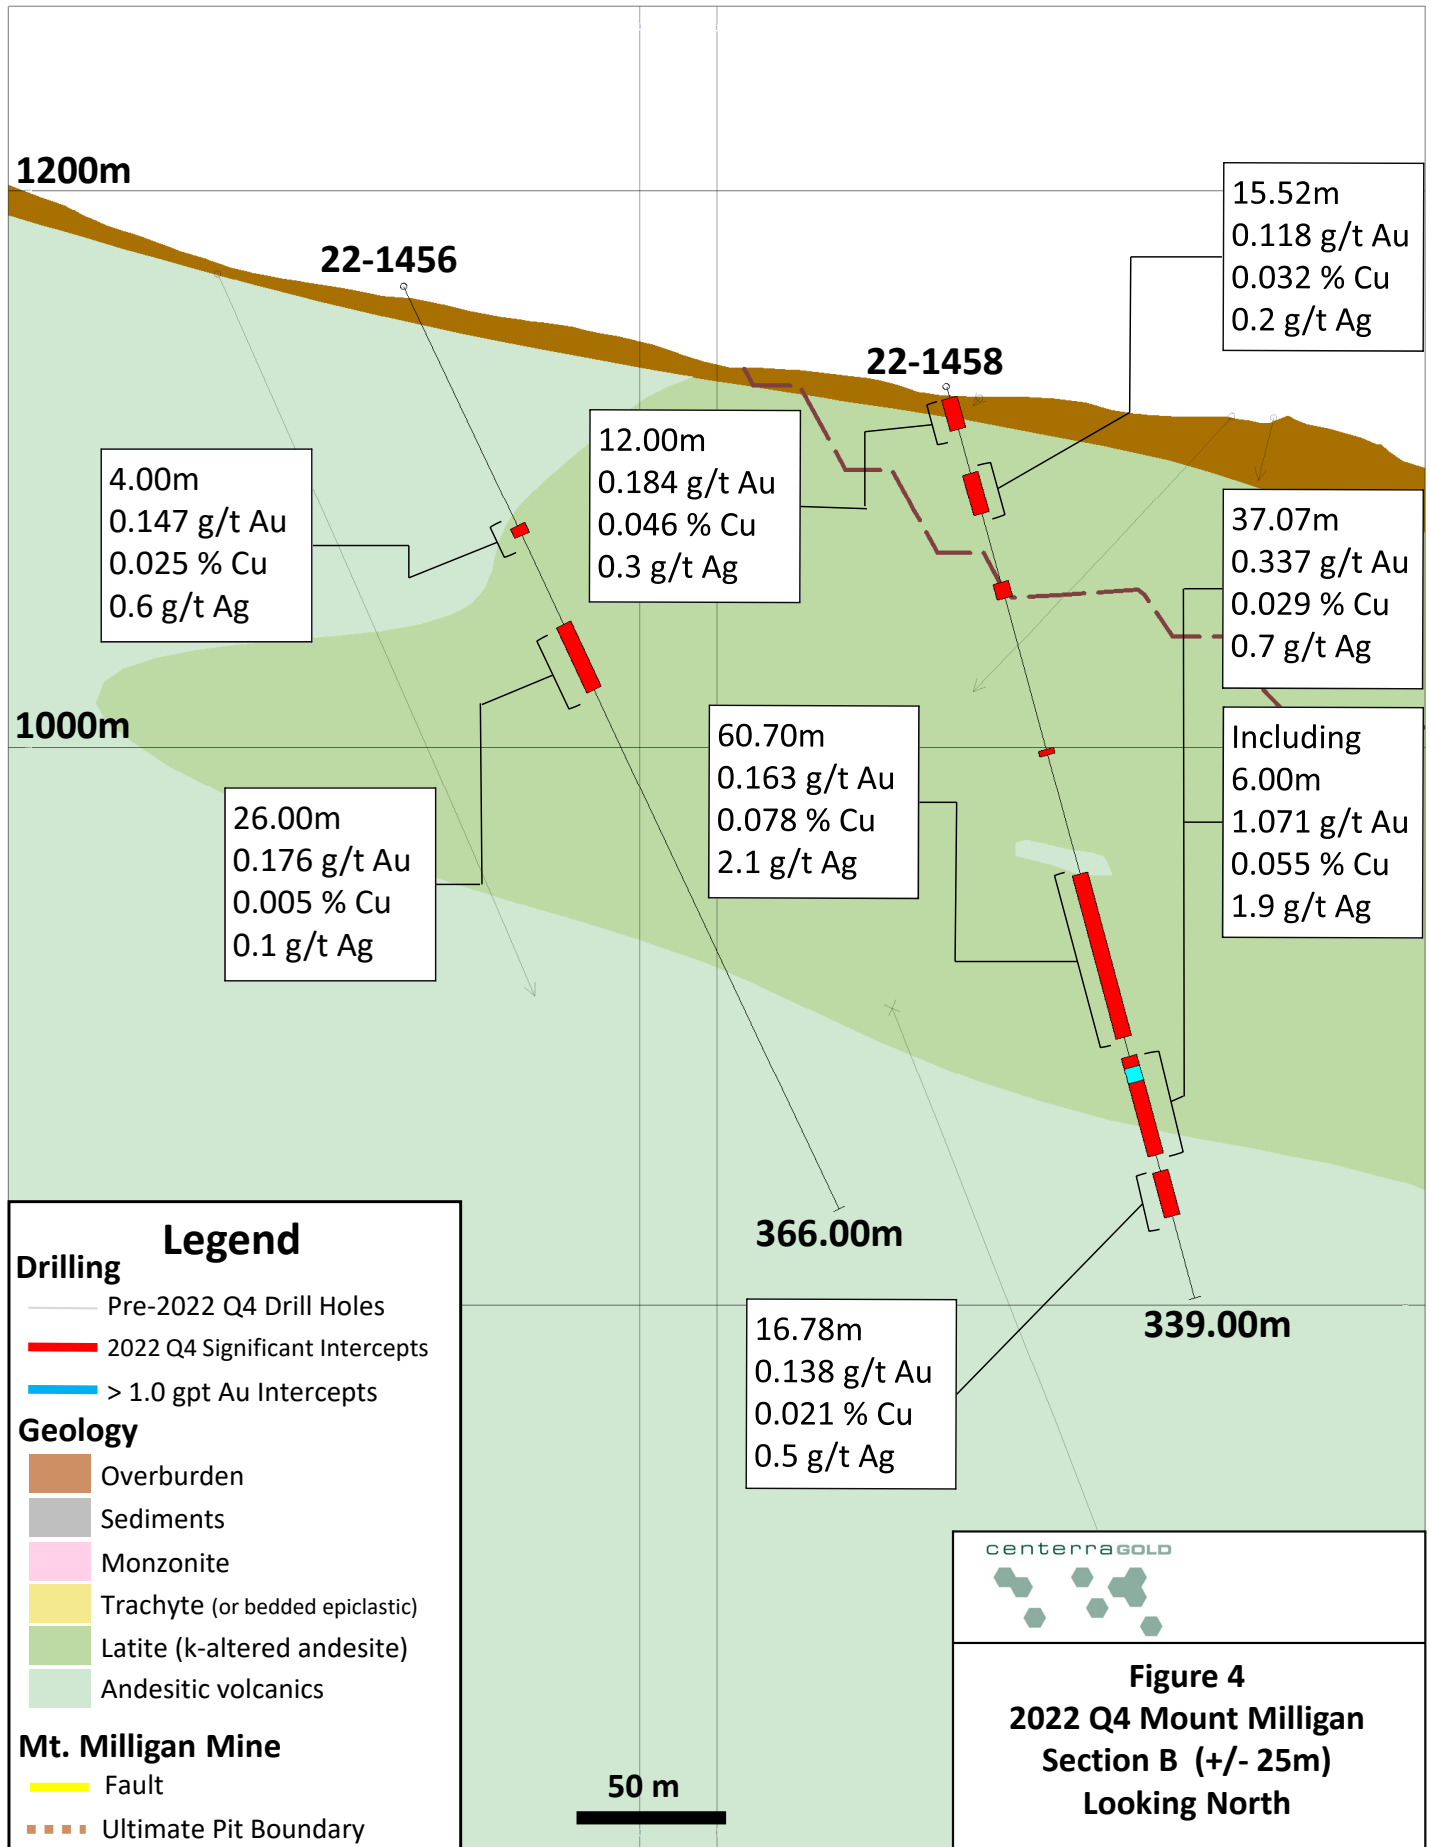 1200m
22-1456
15.52m
0.118 g/t Au
0.032 % Cu
0.2 g/t Ag
22-1458
12.00m
0.184 g/t Au
0.046 % Cu
0.3 g/t Ag
4.00m
0.147 g/t Au
0.025 % Cu
0.6 g/t Ag
37.07m
0.337 g/t Au
0.029 % Cu
0.7 g/t Ag
1000m
60.70m
0.163 g/t Au
0.078 % Cu
2.1 g/t Ag
Including
6.00m
1.071 g/t Au
0.055 % Cu
1.9 g/t Ag
26.00m
0.176 g/t Au
0.005 % Cu
0.1 g/t Ag
366.00m
339.00m
16.78m
0.138 g/t Au
0.021 % Cu
0.5 g/t Ag
Legend
Drilling
Pre-2022 Q4 Drill Holes
2022 Q4 Significant Intercepts
> 1.0 gpt Au Intercepts
Geology
Overburden
Sediments
Monzonite
Trachyte (or bedded epiclastic)
Latite (k-altered andesite)
Andesitic volcanics
Mt. Milligan Mine
Fault
Ultimate Pit Boundary
50 m
centerraGOLD
Figure 4
2022 Q4 Mount Milligan
Section B (+/- 25m)
Looking North